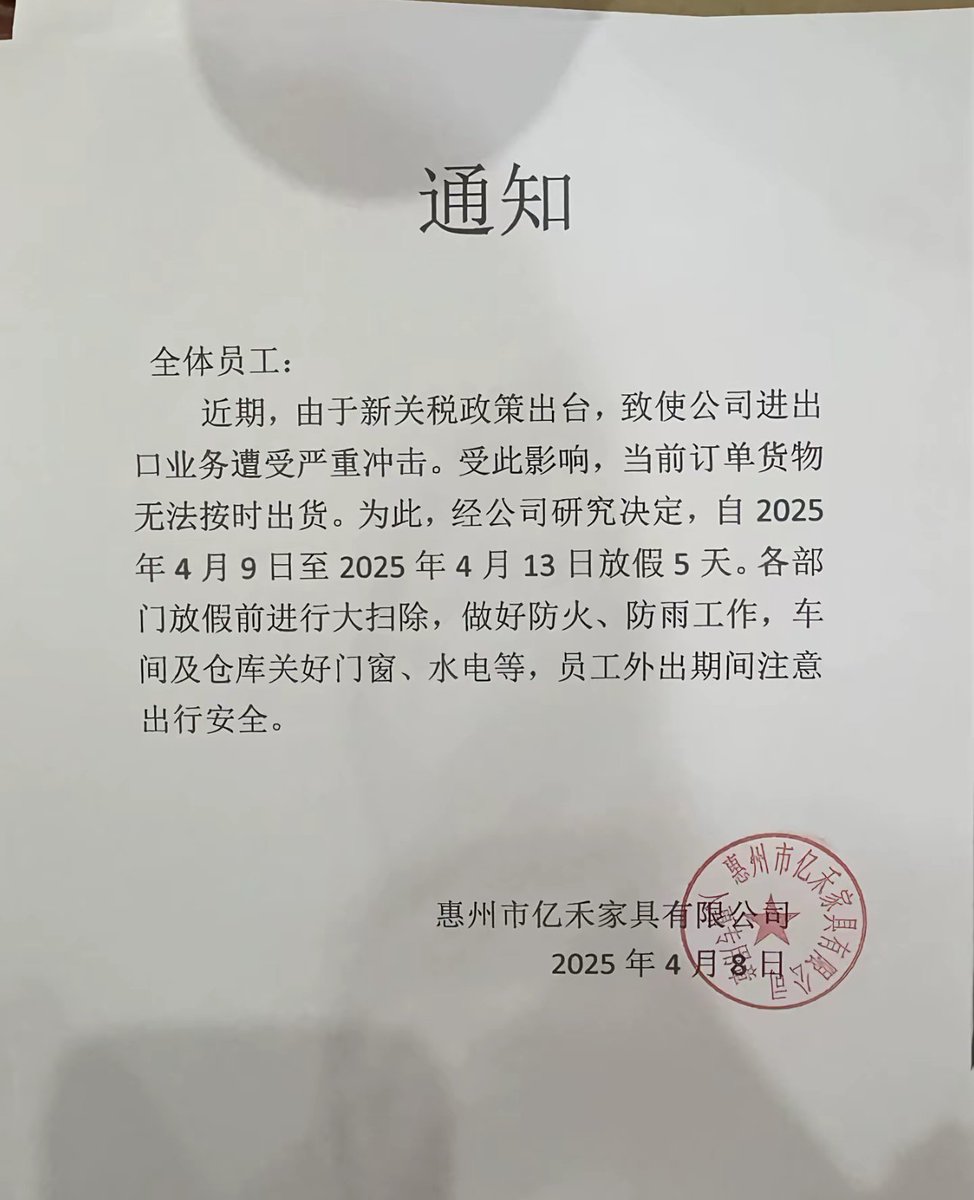 通知
全体员工：
近期，由于新关税政策出台，致使公司进出
口业务遭受严重冲击。受此影响，当前订单货物
无法按时出货。为此，经公司研究决定，自 2025
年 4 月 9 日至 2025 年 4 月 13 日放假 5 天。各部
门放假前进行大扫除，做好防火、防雨工作，车
间及仓库关好门窗、水电等，员工外出期间注意
出行安全。
惠州市亿禾家具有限公司
2025 年 4 月 8 日
惠州市亿禾家具有限公司
人事专用章